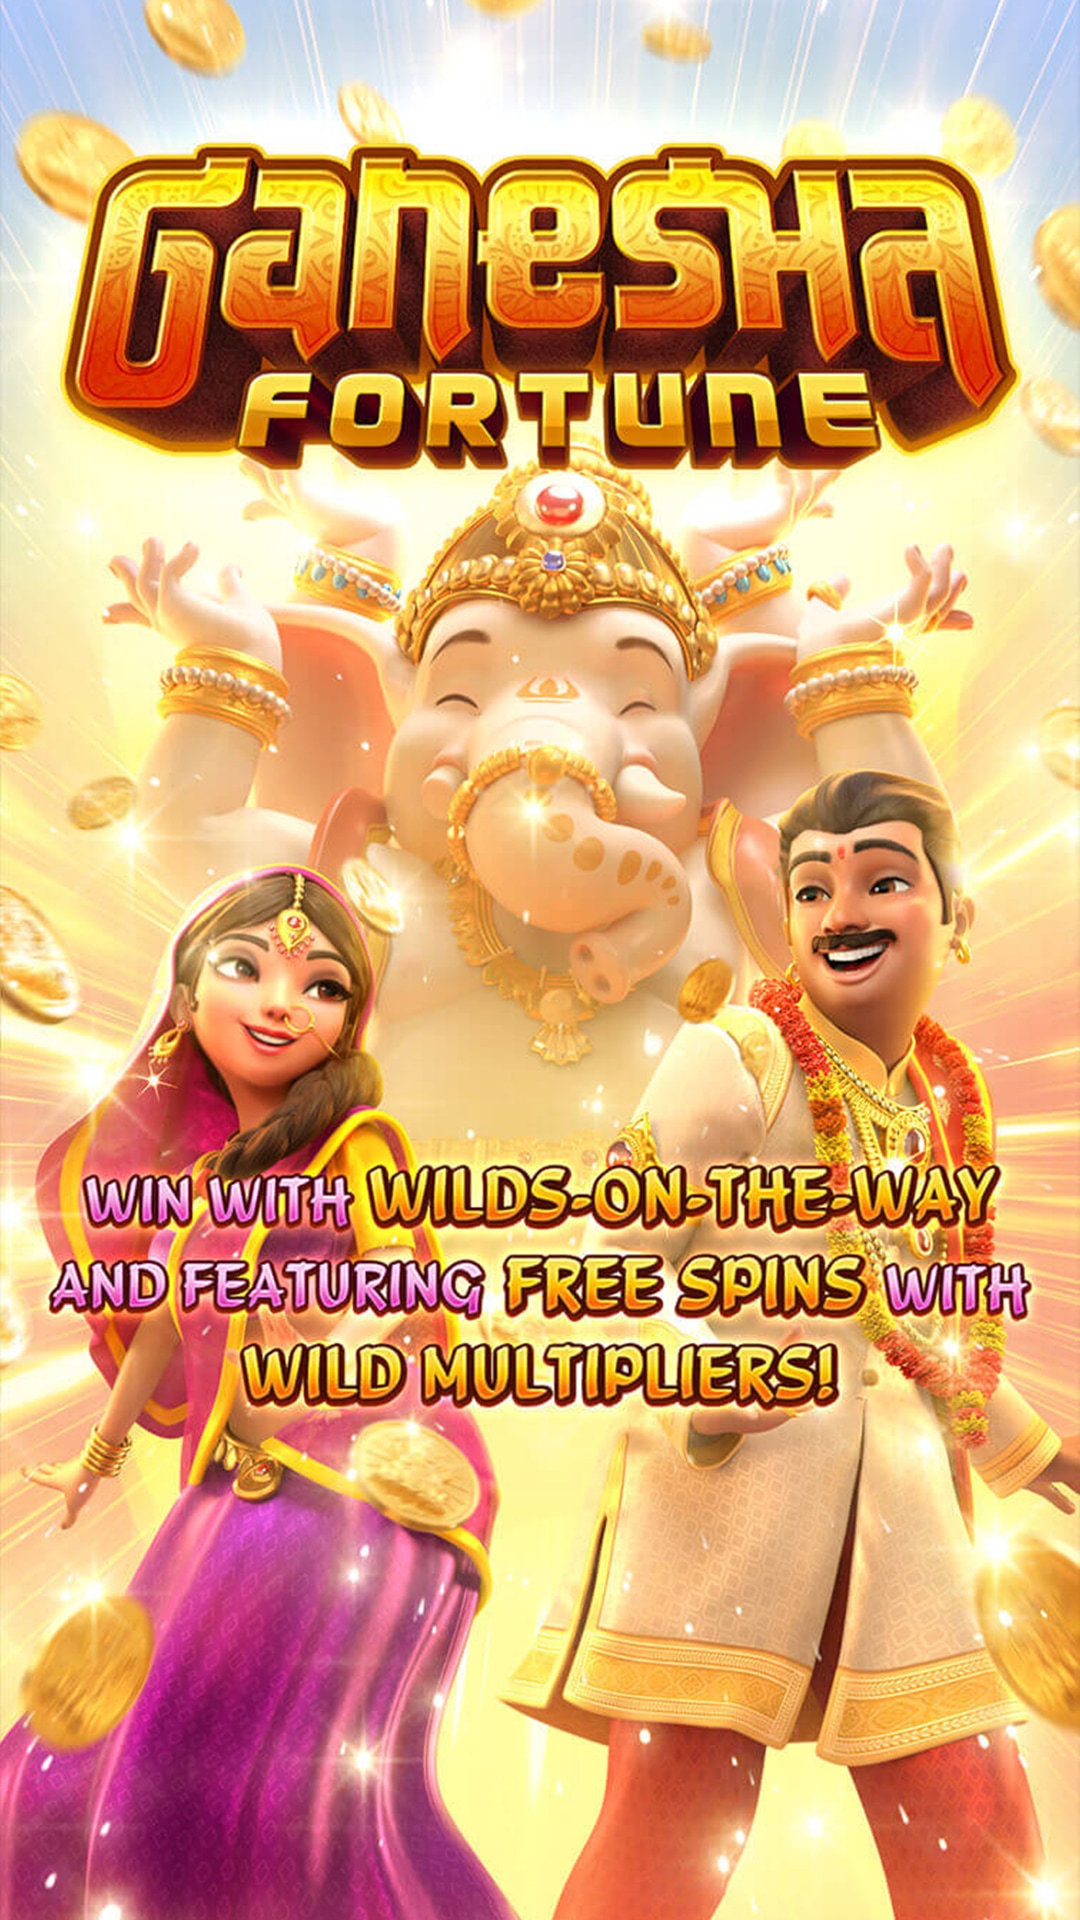 GANESHA
FORTUNE
WIN WITH WILDS-ON-THE-WAY
AND FEATURING FREE SPINS WITH
WILD MULTIPLIERS!